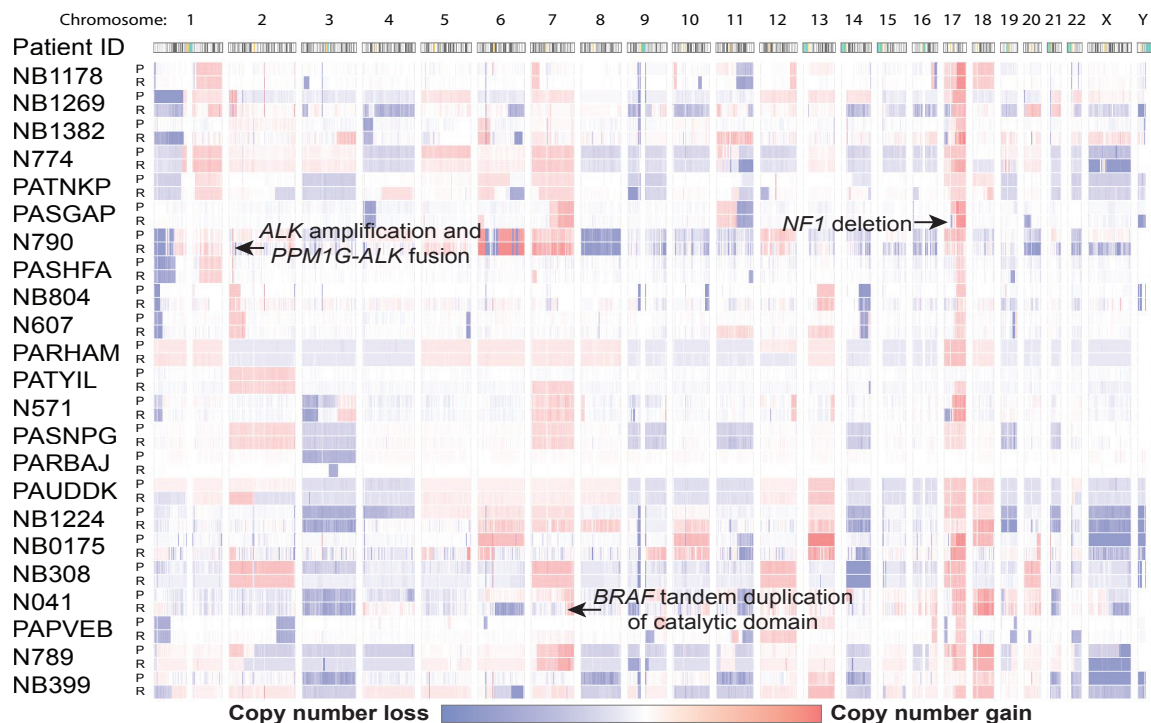 Chromosome: 1 2 3 4 5 6 7 8 9 10 11 12 13 14 15 16 17 18 19 20 21 22 X Y
Patient ID
NB1178 P
R
NB1269 P
R
NB1382 P
R
N774 P
R
PATNKP P
R
PASGAP P
R
NF1 deletion
N790 P
R
ALK amplification and
PPM1G-ALK fusion
PASHFA P
R
NB804 P
R
N607 P
R
PARHAM P
R
PATYIL P
R
N571 P
R
PASNPG P
R
PARBAJ P
R
PAUDDK P
R
NB1224 P
R
NB0175 P
R
NB308 P
R
N041 P
R
BRAF tandem duplication
of catalytic domain
PAPVEB P
R
N789 P
R
NB399 P
R
Copy number loss Copy number gain